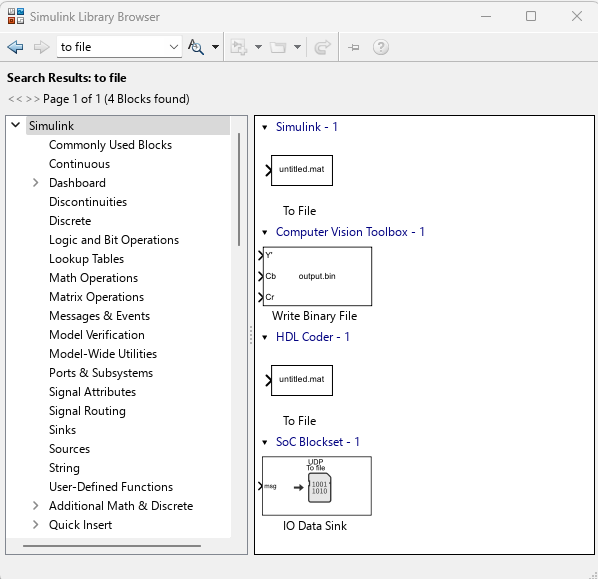 Simulink Library Browser
to file
Search Results: to file
<< >> Page 1 of 1 (4 Blocks found)
Simulink
Commonly Used Blocks
Continuous
Dashboard
Discontinuities
Discrete
Logic and Bit Operations
Lookup Tables
Math Operations
Matrix Operations
Messages & Events
Model Verification
Model-Wide Utilities
Ports & Subsystems
Signal Attributes
Signal Routing
Sinks
Sources
String
User-Defined Functions
Additional Math & Discrete
Quick Insert
Simulink - 1
untitled.mat
To File
Computer Vision Toolbox - 1
Y'
Cb
output.bin
Cr
Write Binary File
HDL Coder - 1
untitled.mat
To File
SoC Blockset - 1
UDP
To file
msg
1001
1010
IO Data Sink